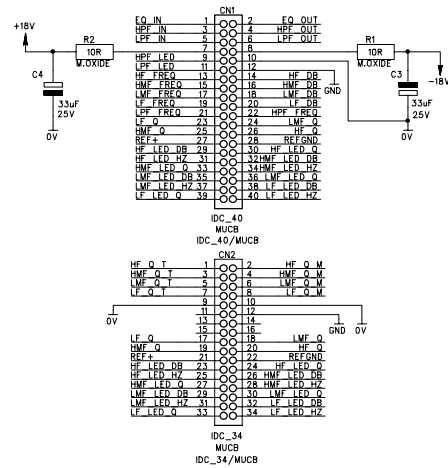 CN1
EQ_IN 1 2 EQ_OUT
HPF_IN 3 4 HPF_OUT
LPF_IN 5 6 LPF_OUT
+18V R2 10R M.OXIDE 7 8 R1 10R M.OXIDE -18V
HPF_LED 9 10
LPF_LED 11 12 GND
HF_FREQ 13 14 HF_DB
HMF_FREQ 15 16 HMF_DB
LMF_FREQ 17 18 LMF_DB
LF_FREQ 19 20 LF_DB
LPF_FREQ 21 22 HPF_FREQ
LF_Q 23 24 LMF_Q
HMF_Q 25 26 HF_Q
REF+ 27 28 REFGND
HF_LED_DB 29 30 HF_LED_Q
HF_LED_HZ 31 32 HMF_LED_DB
HMF_LED_Q 33 34 HMF_LED_HZ
LMF_LED_DB 35 36 LMF_LED_Q
LMF_LED_HZ 37 38 LF_LED_DB
LF_LED_Q 39 40 LF_LED_HZ
C4 33uF 25V 0V
C3 33uF 25V 0V
IDC_40
MUCB
IDC_40/MUCB
CN2
HF_Q_T 1 2 HF_Q_M
HMF_Q_T 3 4 HMF_Q_M
LMF_Q_T 5 6 LMF_Q_M
LF_Q_T 7 8 LF_Q_M
0V 9 10 0V
11 12 GND
13 14
15 16
LF_Q 17 18 LMF_Q
HMF_Q 19 20 HF_Q
REF+ 21 22 REFGND
HF_LED_DB 23 24 HF_LED_Q
HF_LED_HZ 25 26 HMF_LED_DB
HMF_LED_Q 27 28 HMF_LED_HZ
LMF_LED_DB 29 30 LMF_LED_Q
LMF_LED_HZ 31 32 LF_LED_DB
LF_LED_Q 33 34 LF_LED_HZ
IDC_34
MUCB
IDC_34/MUCB